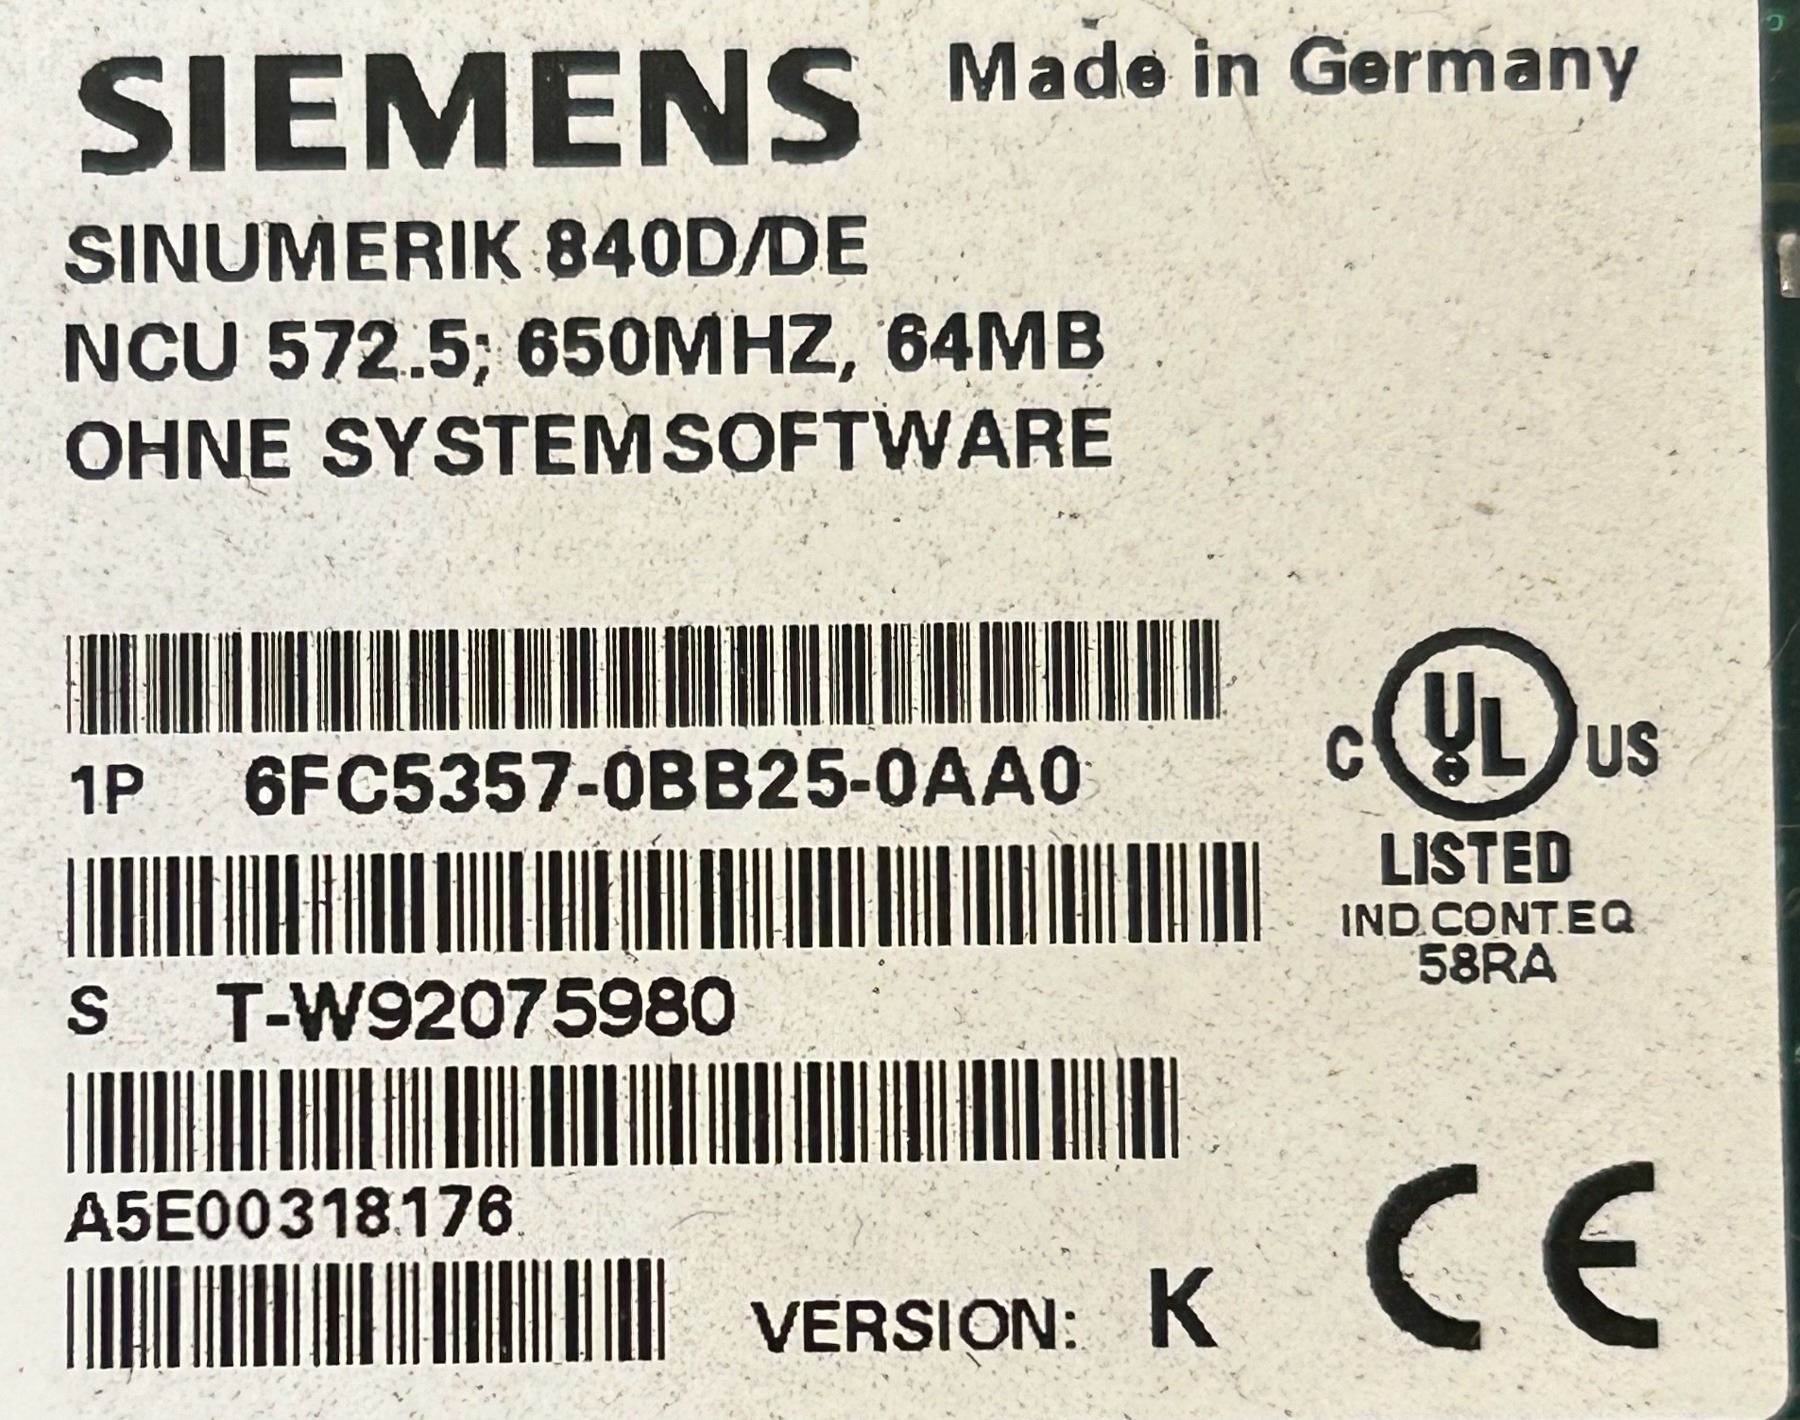 SIEMENS Made in Germany
SINUMERIK 840D/DE
NCU 572.5; 650MHZ, 64MB
OHNE SYSTEMSOFTWARE
1P 6FC5357-0BB25-0AA0
C UL US
LISTED
IND.CONT.EQ
58RA
S T-W92075980
A5E00318176
VERSION: K
CE